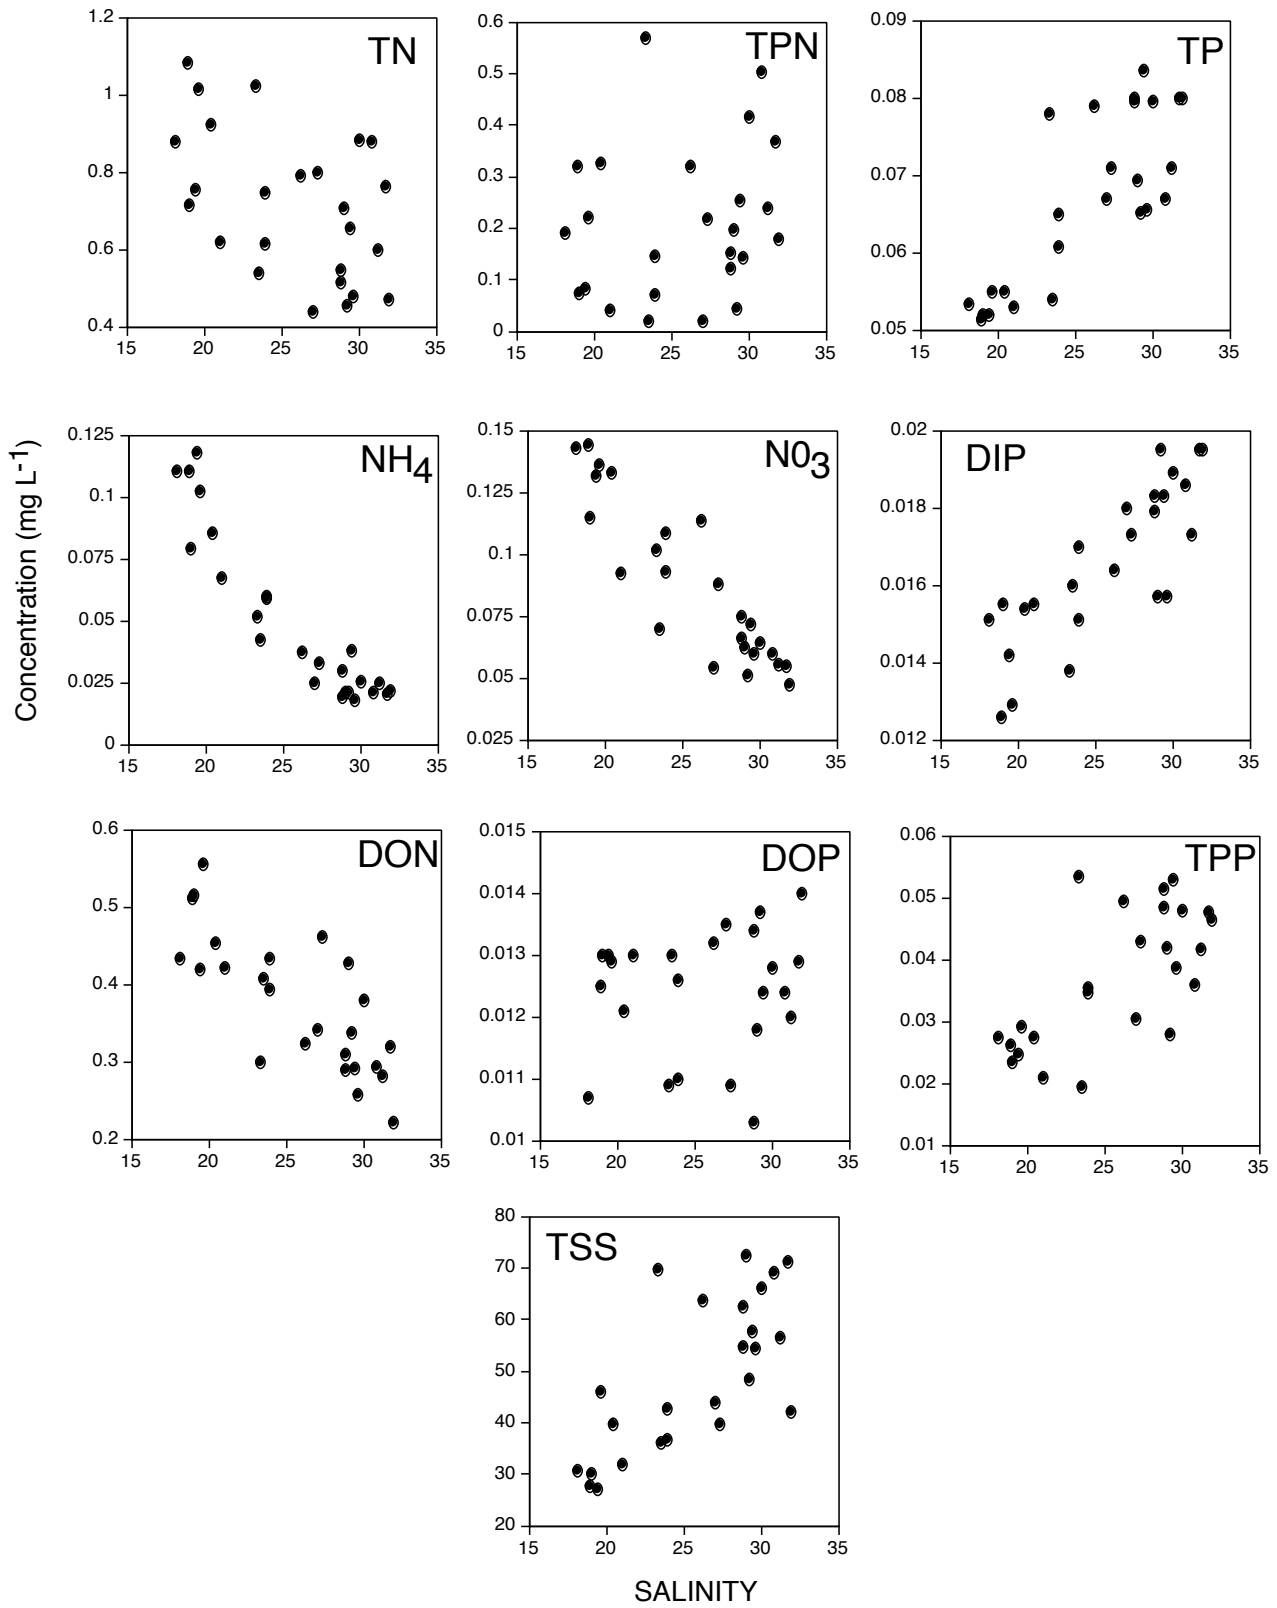 TN
1.2
1
0.8
0.6
0.4
15 20 25 30 35
TPN
0.6
0.5
0.4
0.3
0.2
0.1
0
15 20 25 30 35
TP
0.09
0.08
0.07
0.06
0.05
15 20 25 30 35
Concentration (mg L-1)
NH4
0.125
0.1
0.075
0.05
0.025
0
15 20 25 30 35
N03
0.15
0.125
0.1
0.075
0.05
0.025
15 20 25 30 35
DIP
0.02
0.018
0.016
0.014
0.012
15 20 25 30 35
DON
0.6
0.5
0.4
0.3
0.2
15 20 25 30 35
DOP
0.015
0.014
0.013
0.012
0.011
0.01
15 20 25 30 35
TPP
0.06
0.05
0.04
0.03
0.02
0.01
15 20 25 30 35
TSS
80
70
60
50
40
30
20
15 20 25 30 35
SALINITY